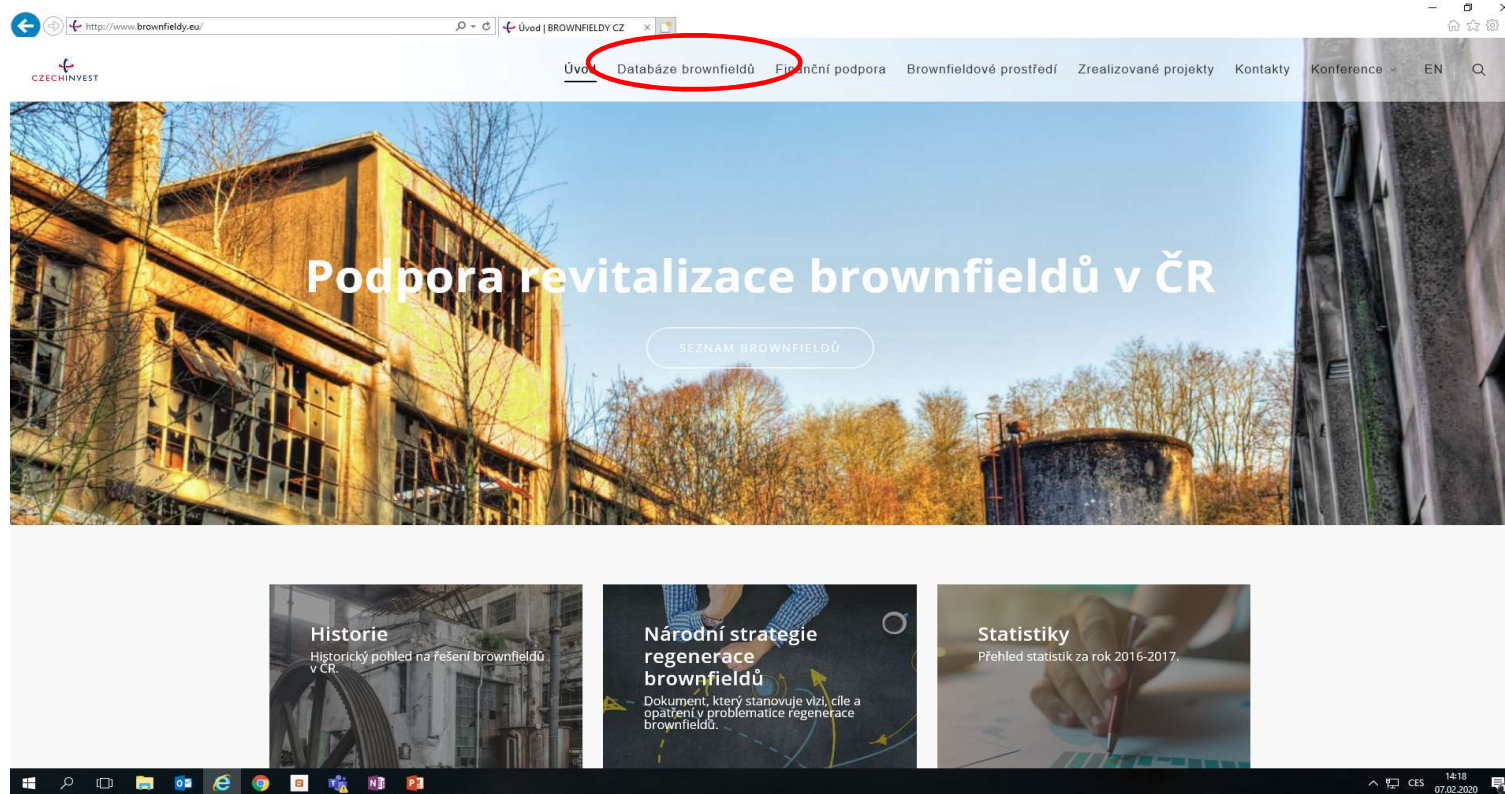 http://www.brownfieldy.eu/
Úvod | BROWNFIELDY CZ
CZECHINVEST
Úvod Databáze brownfieldů Finanční podpora Brownfieldové prostředí Zrealizované projekty Kontakty Konference EN
Podpora revitalizace brownfieldů v ČR
SEZNAM BROWNFIELDŮ
Historie
Historický pohled na řešení brownfieldů
v ČR.
Národní strategie
regenerace
brownfieldů
Dokument, který stanovuje vizi, cíle a
opatření v problematice regenerace
brownfieldů.
Statistiky
Přehled statistik za rok 2016-2017.
CES
14:18
07.02.2020